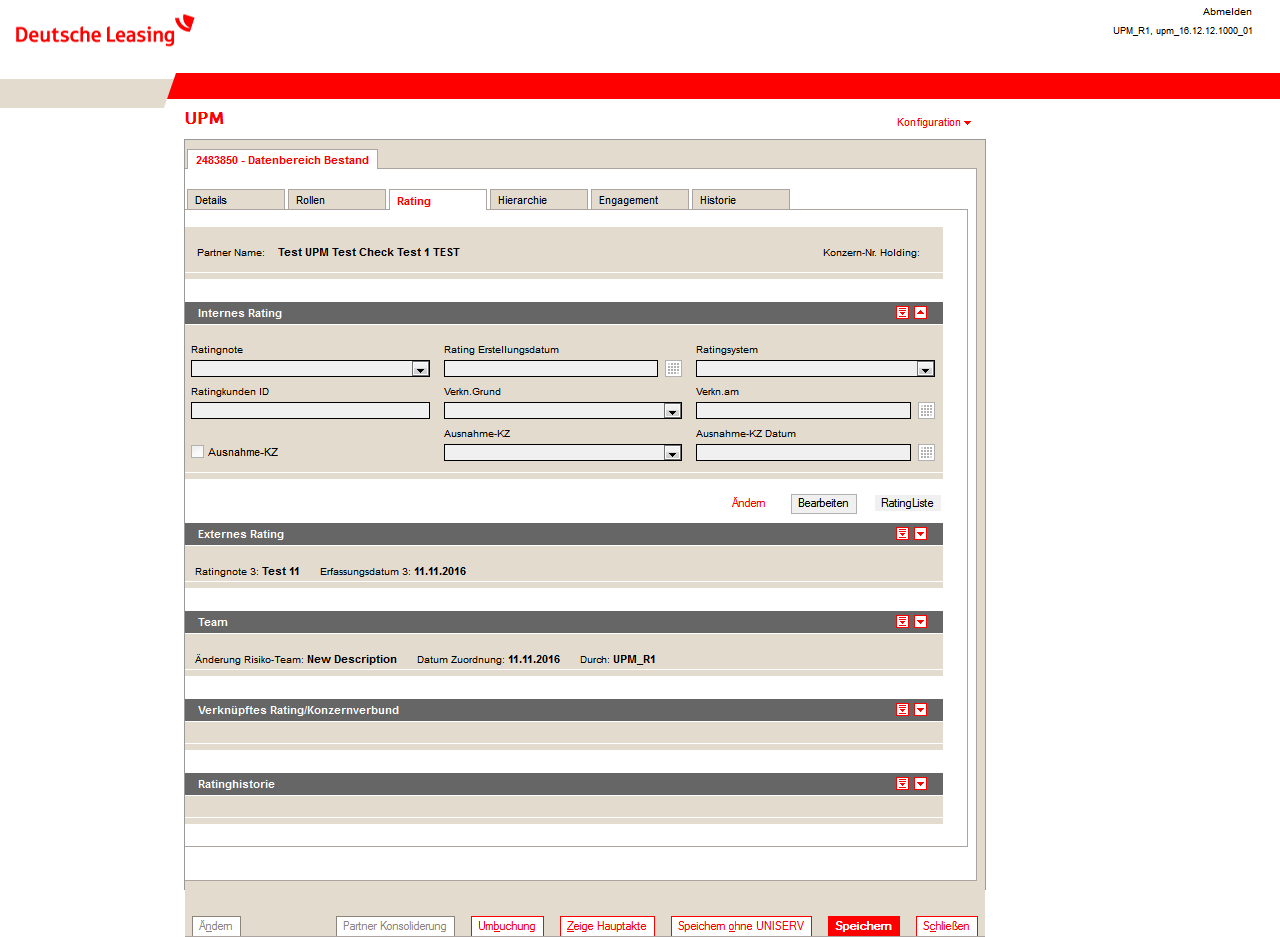 Deutsche Leasing
Abmelden
UPM_R1, upm_16.12.12.1000_01
UPM
Konfiguration
2483850 - Datenbereich Bestand
Details Rollen Rating Hierarchie Engagement Historie
Partner Name: Test UPM Test Check Test 1 TEST Konzern-Nr. Holding:
Internes Rating
Ratingnote Rating Erstellungsdatum Ratingsystem
Ratingkunden ID Verkn.Grund Verkn.am
Ausnahme-KZ Ausnahme-KZ Datum
Ausnahme-KZ
Ändern Bearbeiten RatingListe
Externes Rating
Ratingnote 3: Test 11 Erfassungsdatum 3: 11.11.2016
Team
Änderung Risiko-Team: New Description Datum Zuordnung: 11.11.2016 Durch: UPM_R1
Verknüpftes Rating/Konzernverbund
Ratinghistorie
Ändern Partner Konsolidierung Umbuchung Zeige Hauptakte Speichern ohne UNISERV Speichern Schließen